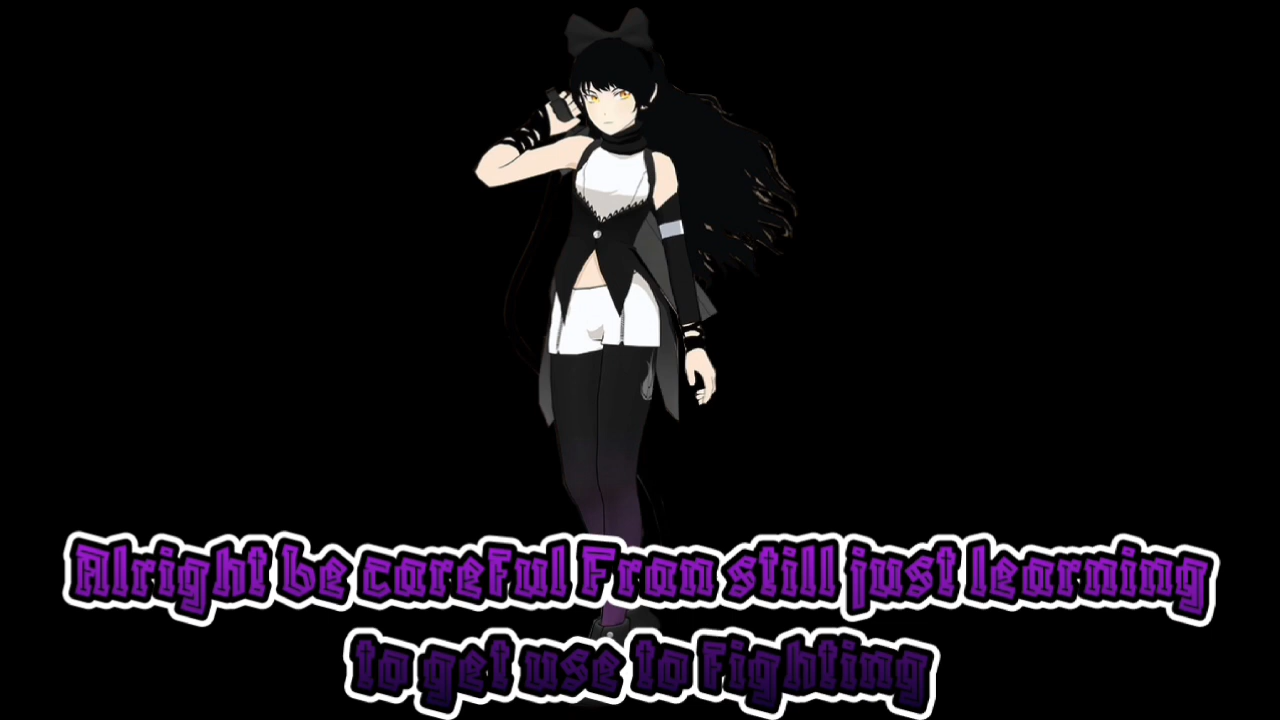 Alright be careful Fran still just learning
to get use to fighting